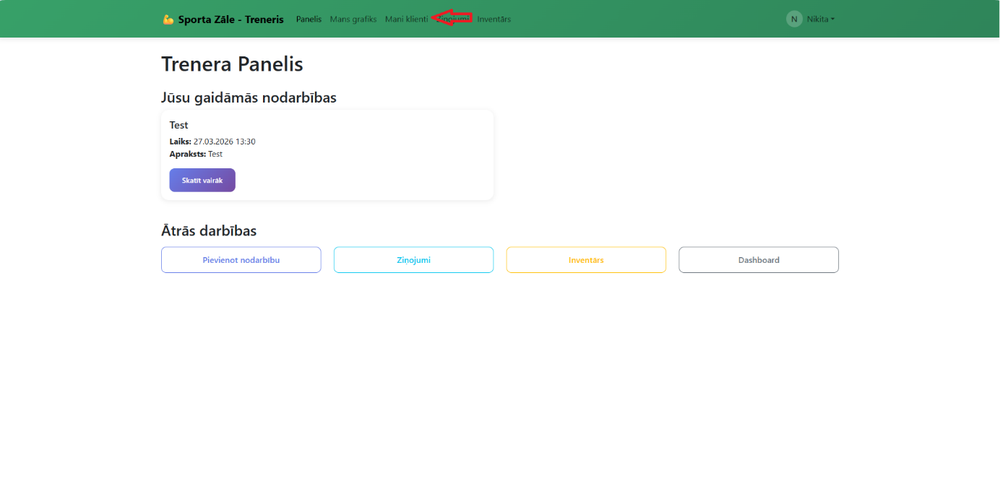 💪 Sporta Zāle - Treneris Panelis Mans grafiks Mani klienti Ziņojumi Inventārs N Nikita
Trenera Panelis
Jūsu gaidāmās nodarbības
Test
Laiks: 27.03.2026 13:30
Apraksts: Test
Skatīt vairāk
Ātrās darbības
Pievienot nodarbību Ziņojumi Inventārs Dashboard